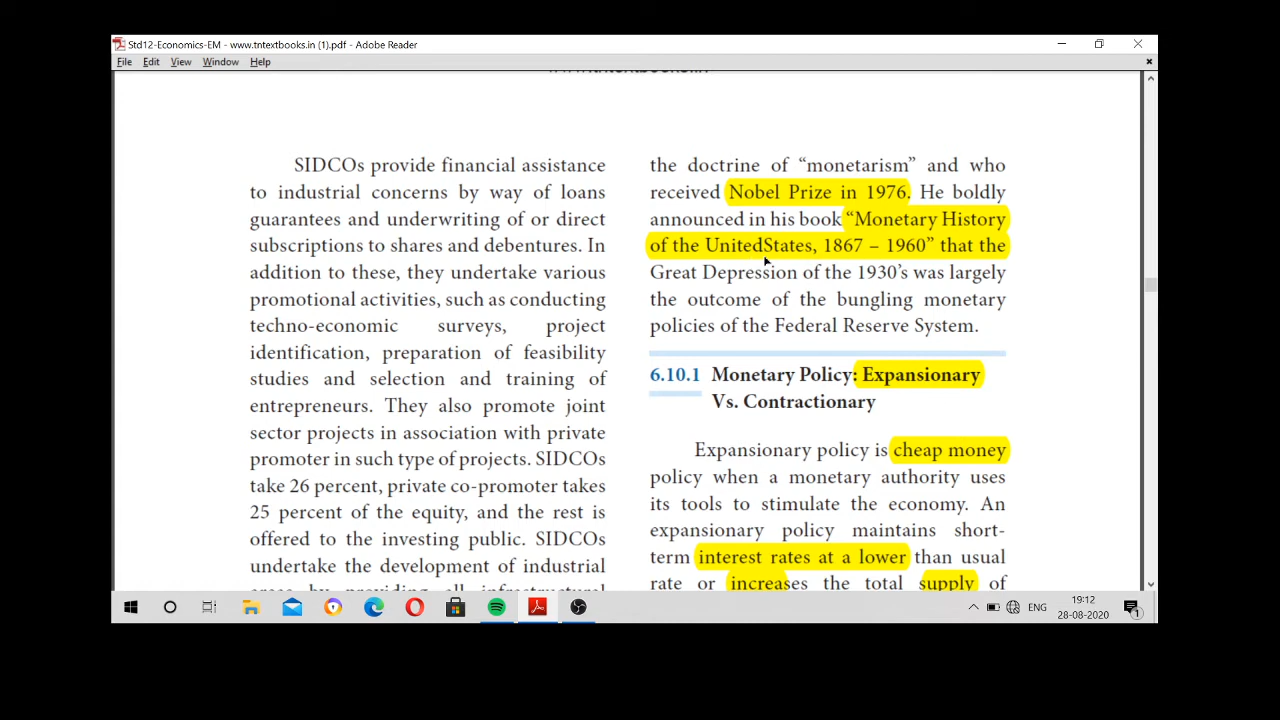 Std12-Economics-EM - www.tntextbooks.in (1).pdf - Adobe Reader
File Edit View Window Help
www.tntextbooks.in
SIDCOs provide financial assistance
to industrial concerns by way of loans
guarantees and underwriting of or direct
subscriptions to shares and debentures. In
addition to these, they undertake various
promotional activities, such as conducting
techno-economic surveys, project
identification, preparation of feasibility
studies and selection and training of
entrepreneurs. They also promote joint
sector projects in association with private
promoter in such type of projects. SIDCOs
take 26 percent, private co-promoter takes
25 percent of the equity, and the rest is
offered to the investing public. SIDCOs
undertake the development of industrial
areas by providing all infrastructural
the doctrine of “monetarism” and who
received Nobel Prize in 1976. He boldly
announced in his book “Monetary History
of the UnitedStates, 1867 – 1960” that the
Great Depression of the 1930’s was largely
the outcome of the bungling monetary
policies of the Federal Reserve System.
6.10.1 Monetary Policy: Expansionary
Vs. Contractionary
Expansionary policy is cheap money
policy when a monetary authority uses
its tools to stimulate the economy. An
expansionary policy maintains short-
term interest rates at a lower than usual
rate or increases the total supply of
ENG
19:12
28-08-2020
1